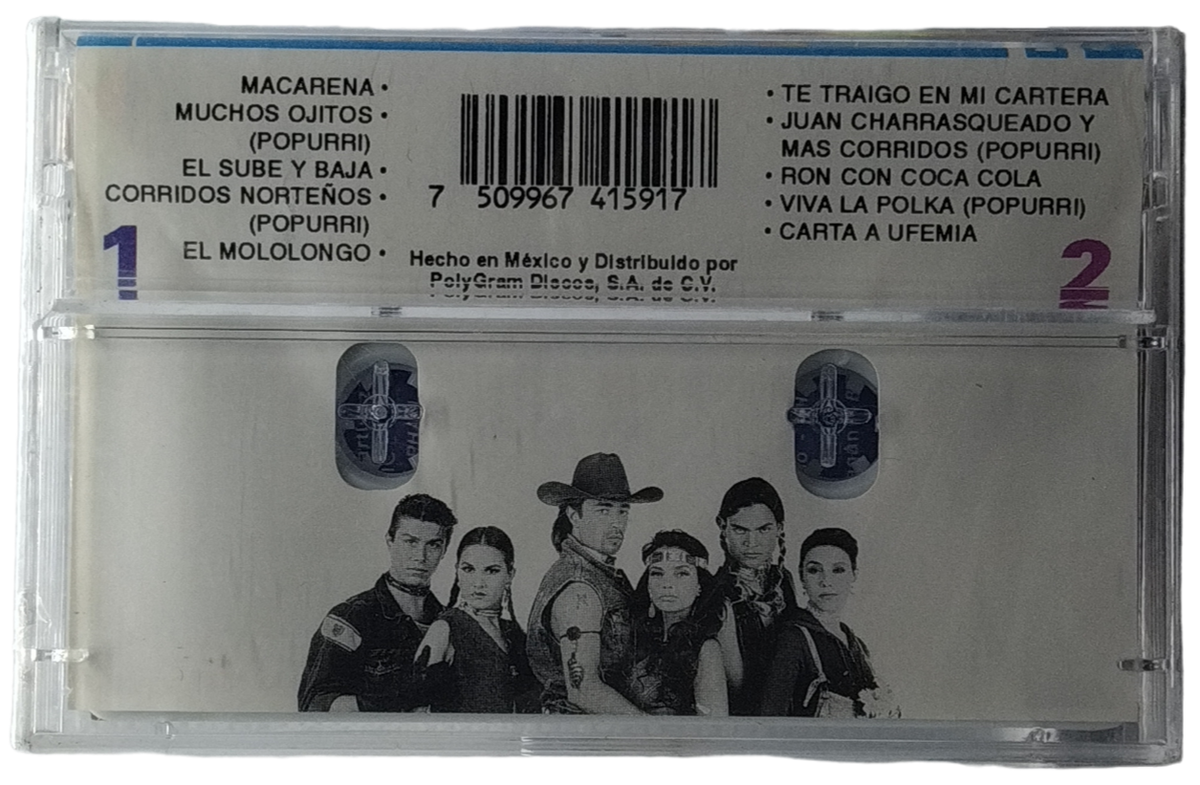 MACARENA •
MUCHOS OJITOS •
(POPURRI)
EL SUBE Y BAJA •
CORRIDOS NORTEÑOS •
(POPURRI)
EL MOLOLONGO •
1
7 509967 415917
Hecho en México y Distribuido por
PolyGram Discos, S.A. de C.V.
• TE TRAIGO EN MI CARTERA
• JUAN CHARRASQUEADO Y
MAS CORRIDOS (POPURRI)
• RON CON COCA COLA
• VIVA LA POLKA (POPURRI)
• CARTA A UFEMIA
2